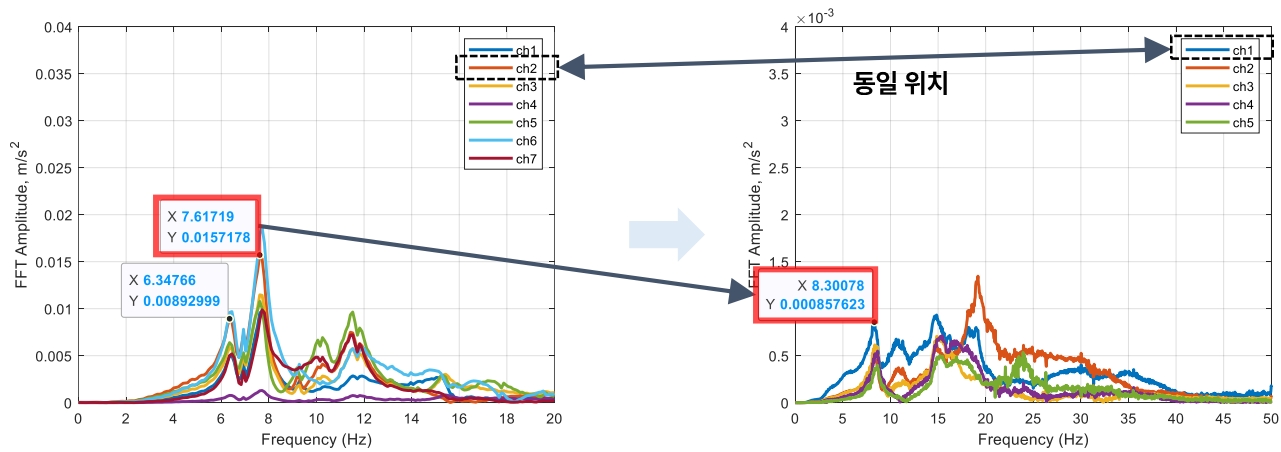 0.04
0.035
0.03
0.025
0.02
0.015
0.01
0.005
0
FFT Amplitude, m/s²
0 2 4 6 8 10 12 14 16 18 20
Frequency (Hz)
ch1
ch2
ch3
ch4
ch5
ch6
ch7
X 7.61719
Y 0.0157178
X 6.34766
Y 0.00892999
동일 위치
×10⁻³
4
3.5
3
2.5
2
1.5
1
0.5
0
FFT Amplitude, m/s²
0 5 10 15 20 25 30 35 40 45 50
Frequency (Hz)
ch1
ch2
ch3
ch4
ch5
X 8.30078
Y 0.000857623